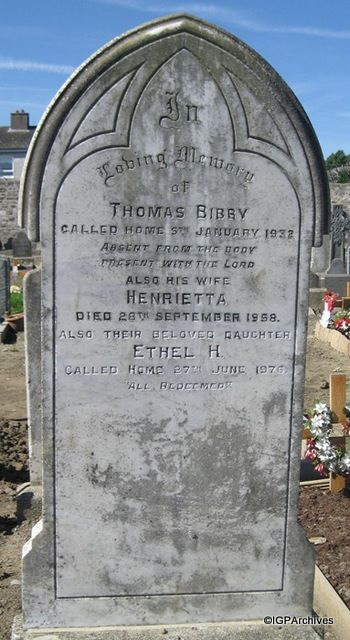 In
Loving Memory
of
THOMAS BIBBY
CALLED HOME 5TH JANUARY 1932
ABSENT FROM THE BODY
PRESENT WITH THE LORD
ALSO HIS WIFE
HENRIETTA
DIED 28TH SEPTEMBER 1958.
ALSO THEIR BELOVED DAUGHTER
ETHEL H.
CALLED HOME 27TH JUNE 1976.
"ALL REDEEMED"
©IGPArchives